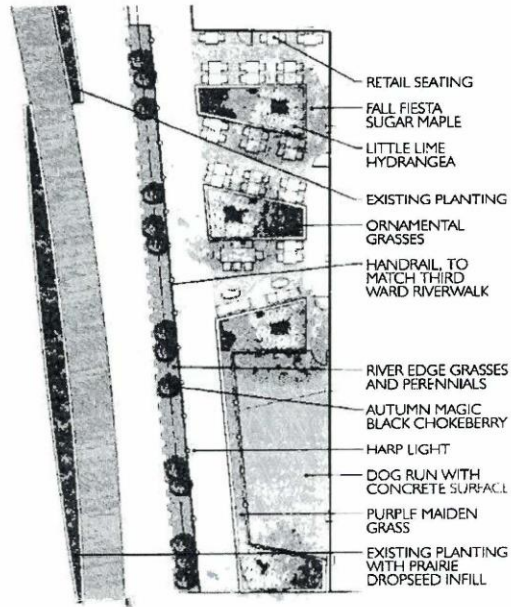 RETAIL SEATING
FALL FIESTA
SUGAR MAPLE
LITTLE LIME
HYDRANGEA
EXISTING PLANTING
ORNAMENTAL
GRASSES
HANDRAIL, TO
MATCH THIRD
WARD RIVERWALK
RIVER EDGE GRASSES
AND PERENNIALS
AUTUMN MAGIC
BLACK CHOKEBERRY
HARP LIGHT
DOG RUN WITH
CONCRETE SURFACE
PURPLE MAIDEN
GRASS
EXISTING PLANTING
WITH PRAIRIE
DROPSEED INFILL